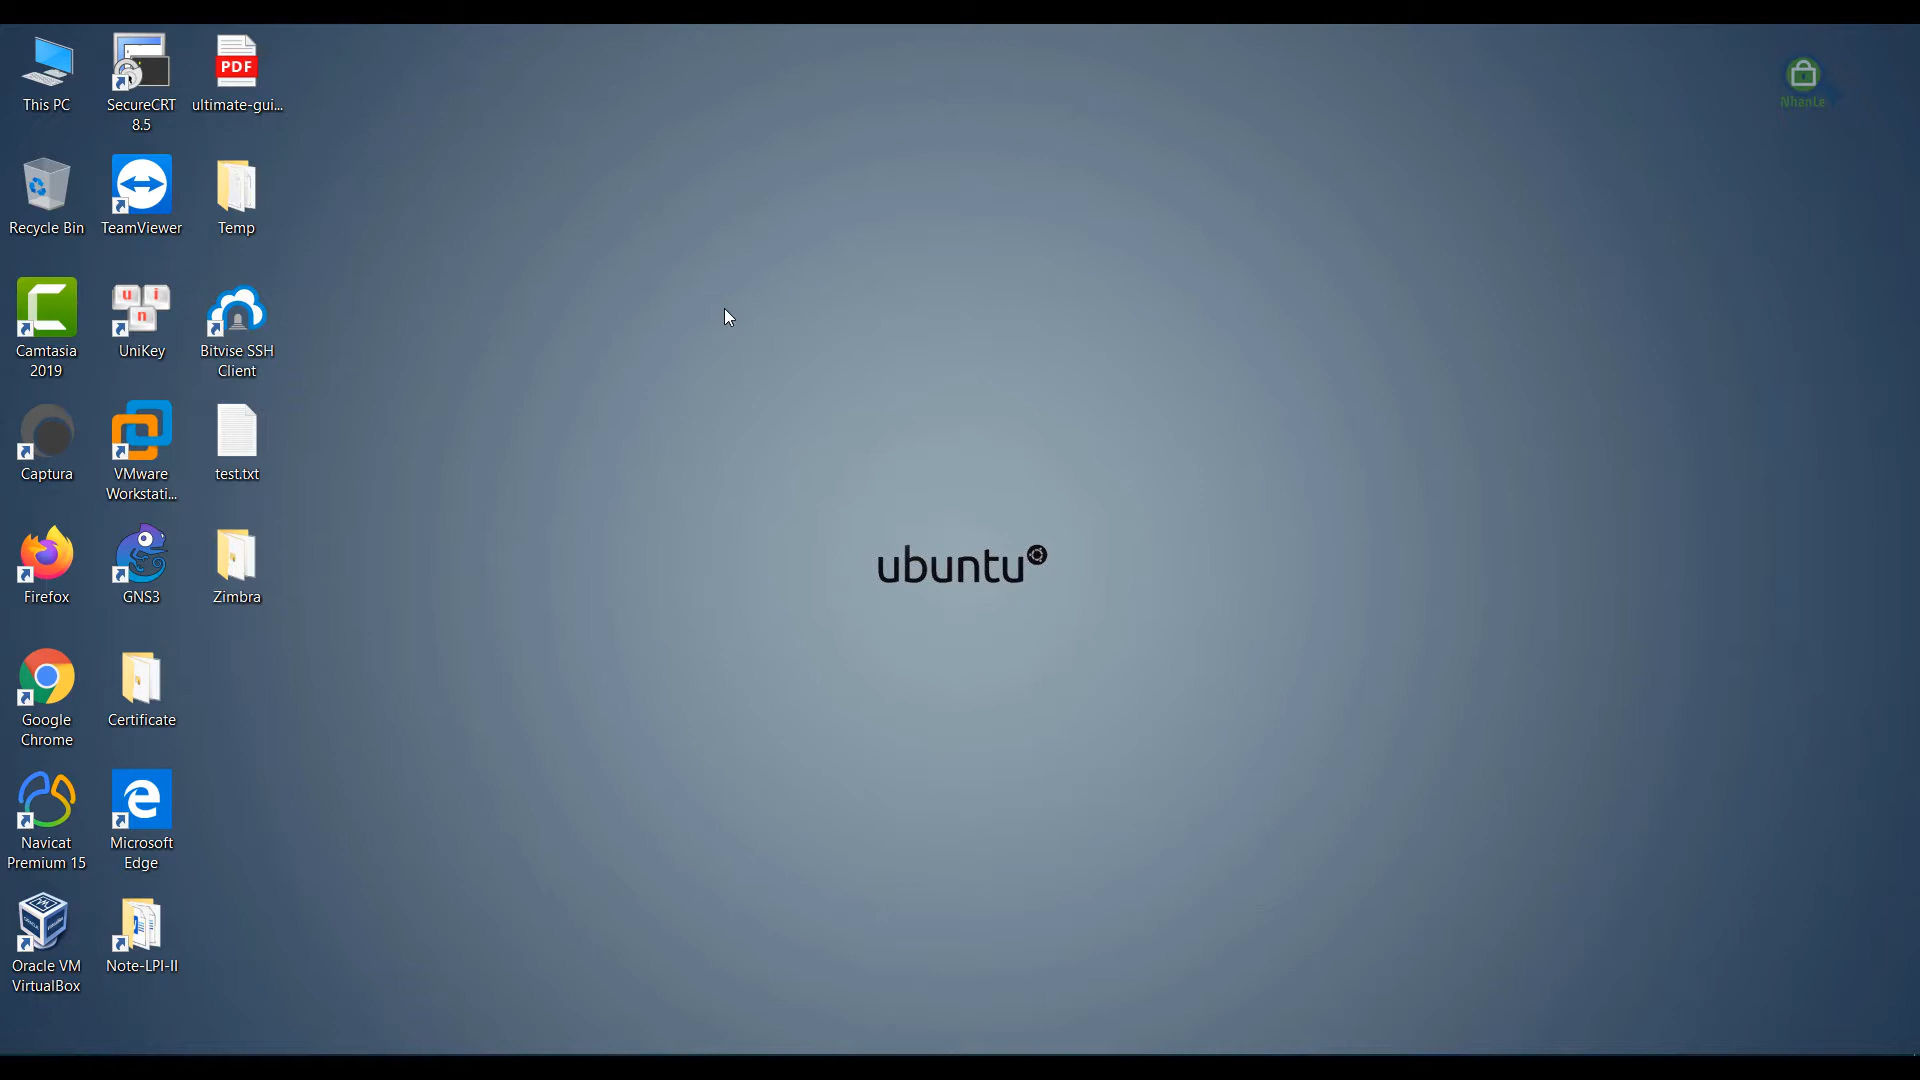 This PC
SecureCRT
8.5
ultimate-gui...
PDF
Recycle Bin
TeamViewer
Temp
Camtasia
2019
u i
n
UniKey
Bitvise SSH
Client
Captura
VMware
Workstati...
test.txt
Firefox
GNS3
Zimbra
Google
Chrome
Certificate
Navicat
Premium 15
Microsoft
Edge
Oracle VM
VirtualBox
Note-LPI-II
ubuntu
NhanLe